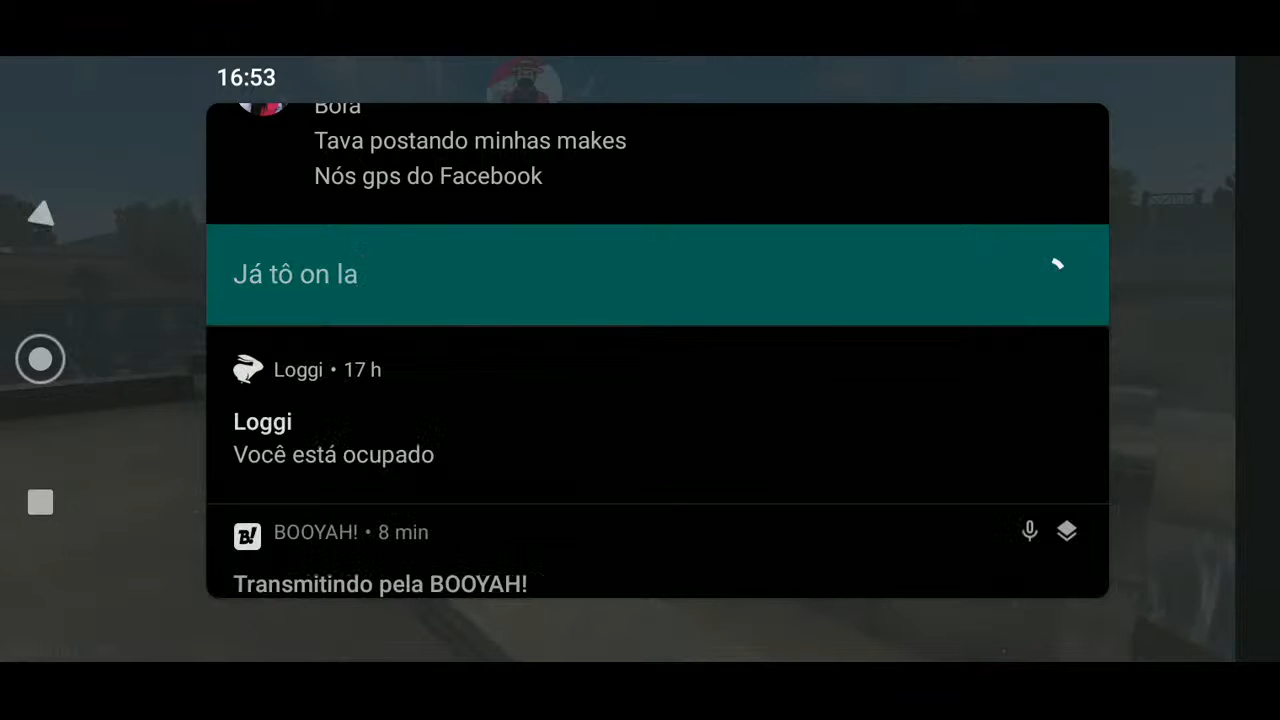 16:53
Bora
Tava postando minhas makes
Nós gps do Facebook
Já tô on la
Loggi • 17 h
Loggi
Você está ocupado
B! BOOYAH! • 8 min
Transmitindo pela BOOYAH!